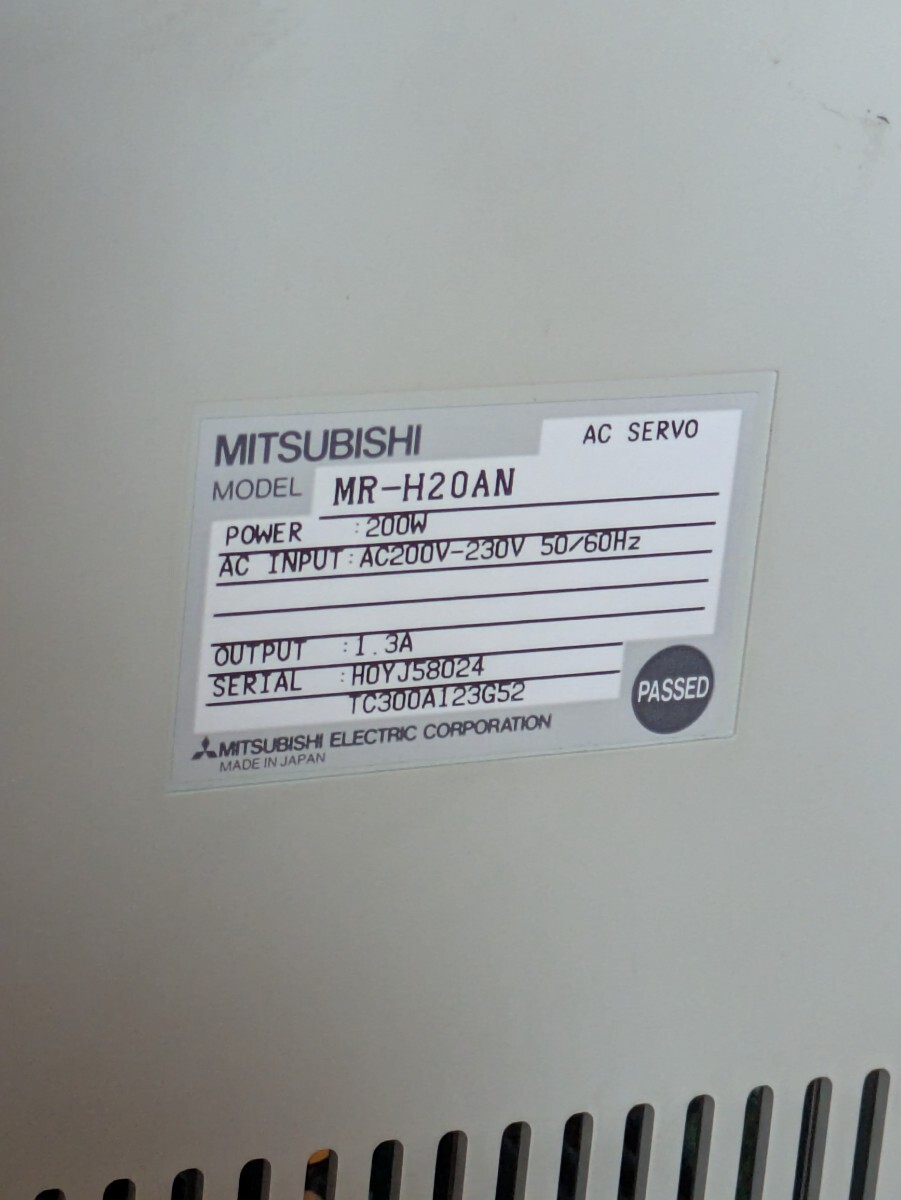 MITSUBISHI
AC SERVO
MODEL MR-H20AN
POWER :200W
AC INPUT:AC200V-230V 50/60Hz
OUTPUT :1.3A
SERIAL :H0YJ58024
TC300A123G52
PASSED
MITSUBISHI ELECTRIC CORPORATION
MADE IN JAPAN